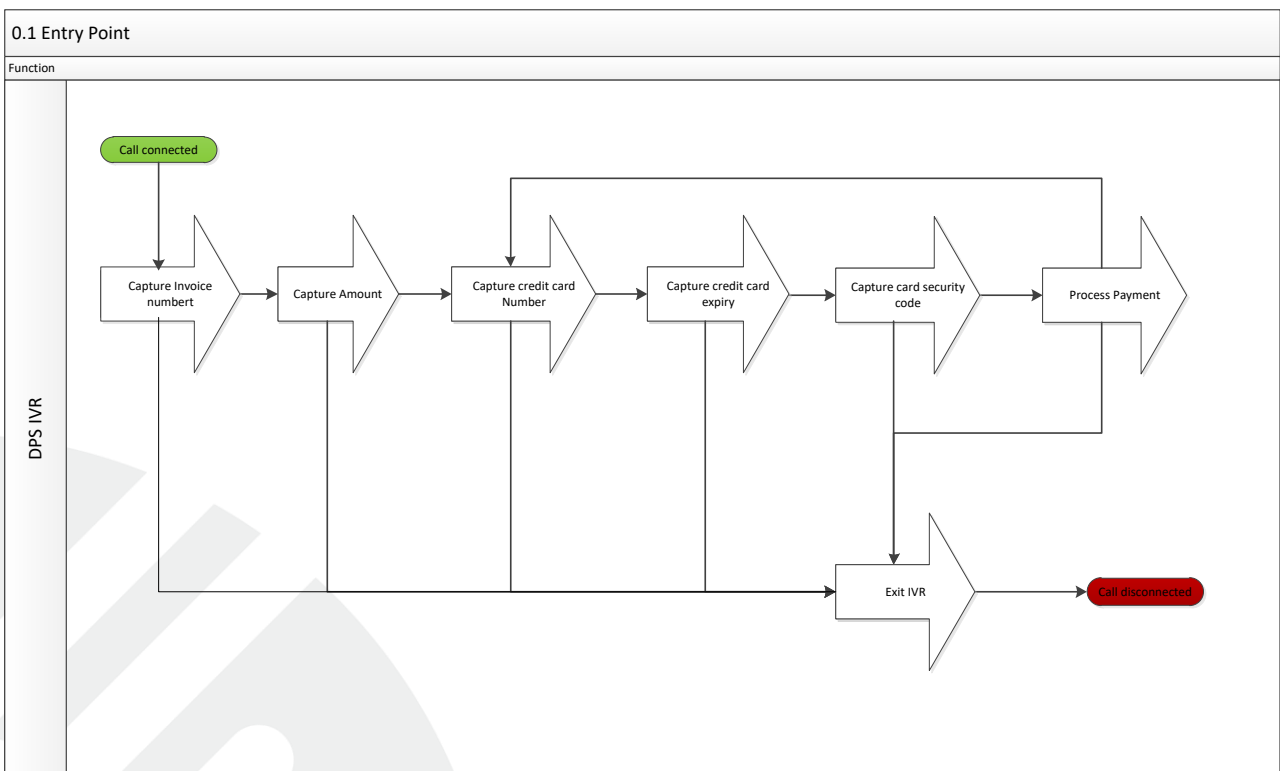 0.1 Entry Point
Function
DPS IVR
Call connected
Capture Invoice
numbert
Capture Amount
Capture credit card
Number
Capture credit card
expiry
Capture card security
code
Process Payment
Exit IVR
Call disconnected